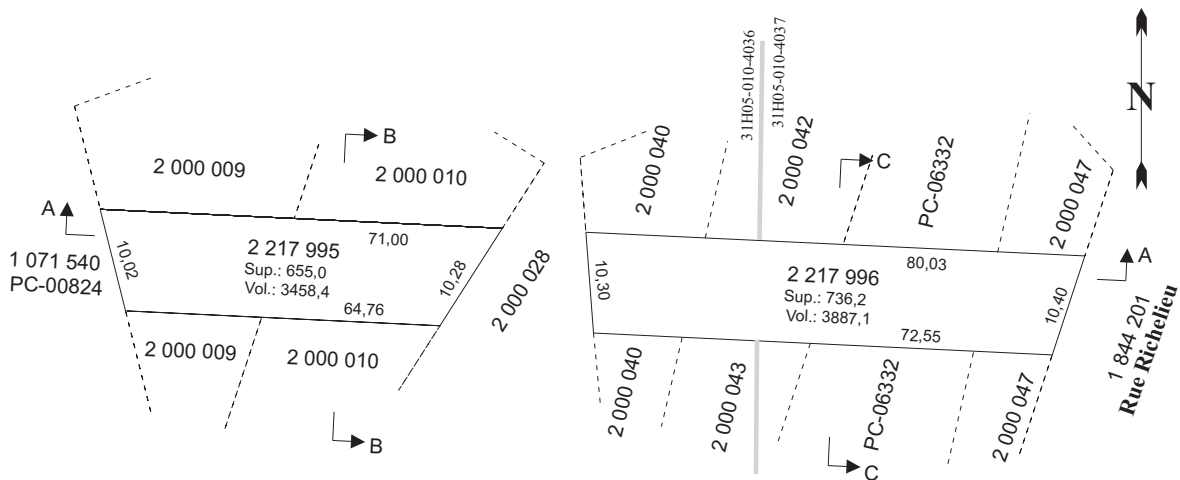 B
2 000 009
2 000 010
A
1 071 540
PC-00824
10,02
71,00
2 217 995
Sup.: 655,0
Vol.: 3458,4
10,28
64,76
2 000 028
2 000 009
2 000 010
B
31H05-010-4036
31H05-010-4037
N
2 000 040
2 000 042
C
PC-06332
2 000 047
80,03
A
10,30
2 217 996
Sup.: 736,2
Vol.: 3887,1
10,40
72,55
1 844 201
Rue Richelieu
2 000 040
2 000 043
PC-06332
2 000 047
C